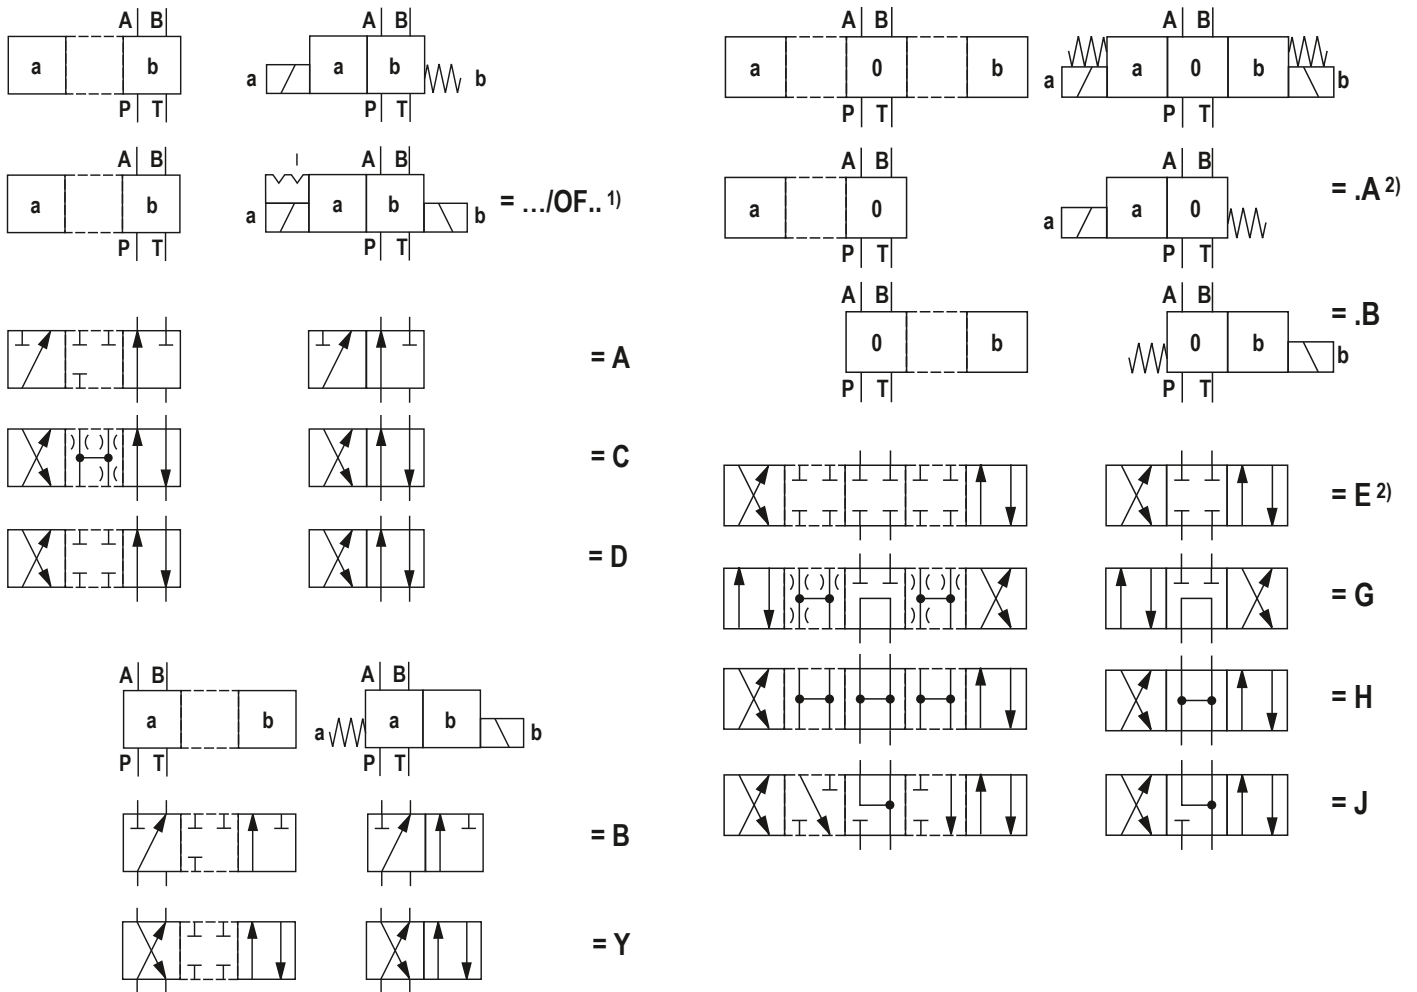 A B
a b
P T
A B
a a b b
P T
A B
a b
P T
A B
a a b b
P T
= .../OF.. 1)
= A
= C
= D
A B
a b
P T
A B
a a b b
P T
= B
= Y
A B
a 0 b
P T
A B
a a 0 b b
P T
A B
a 0
P T
A B
a a 0
P T
= .A 2)
A B
0 b
P T
A B
0 b b
P T
= .B
= E 2)
= G
= H
= J